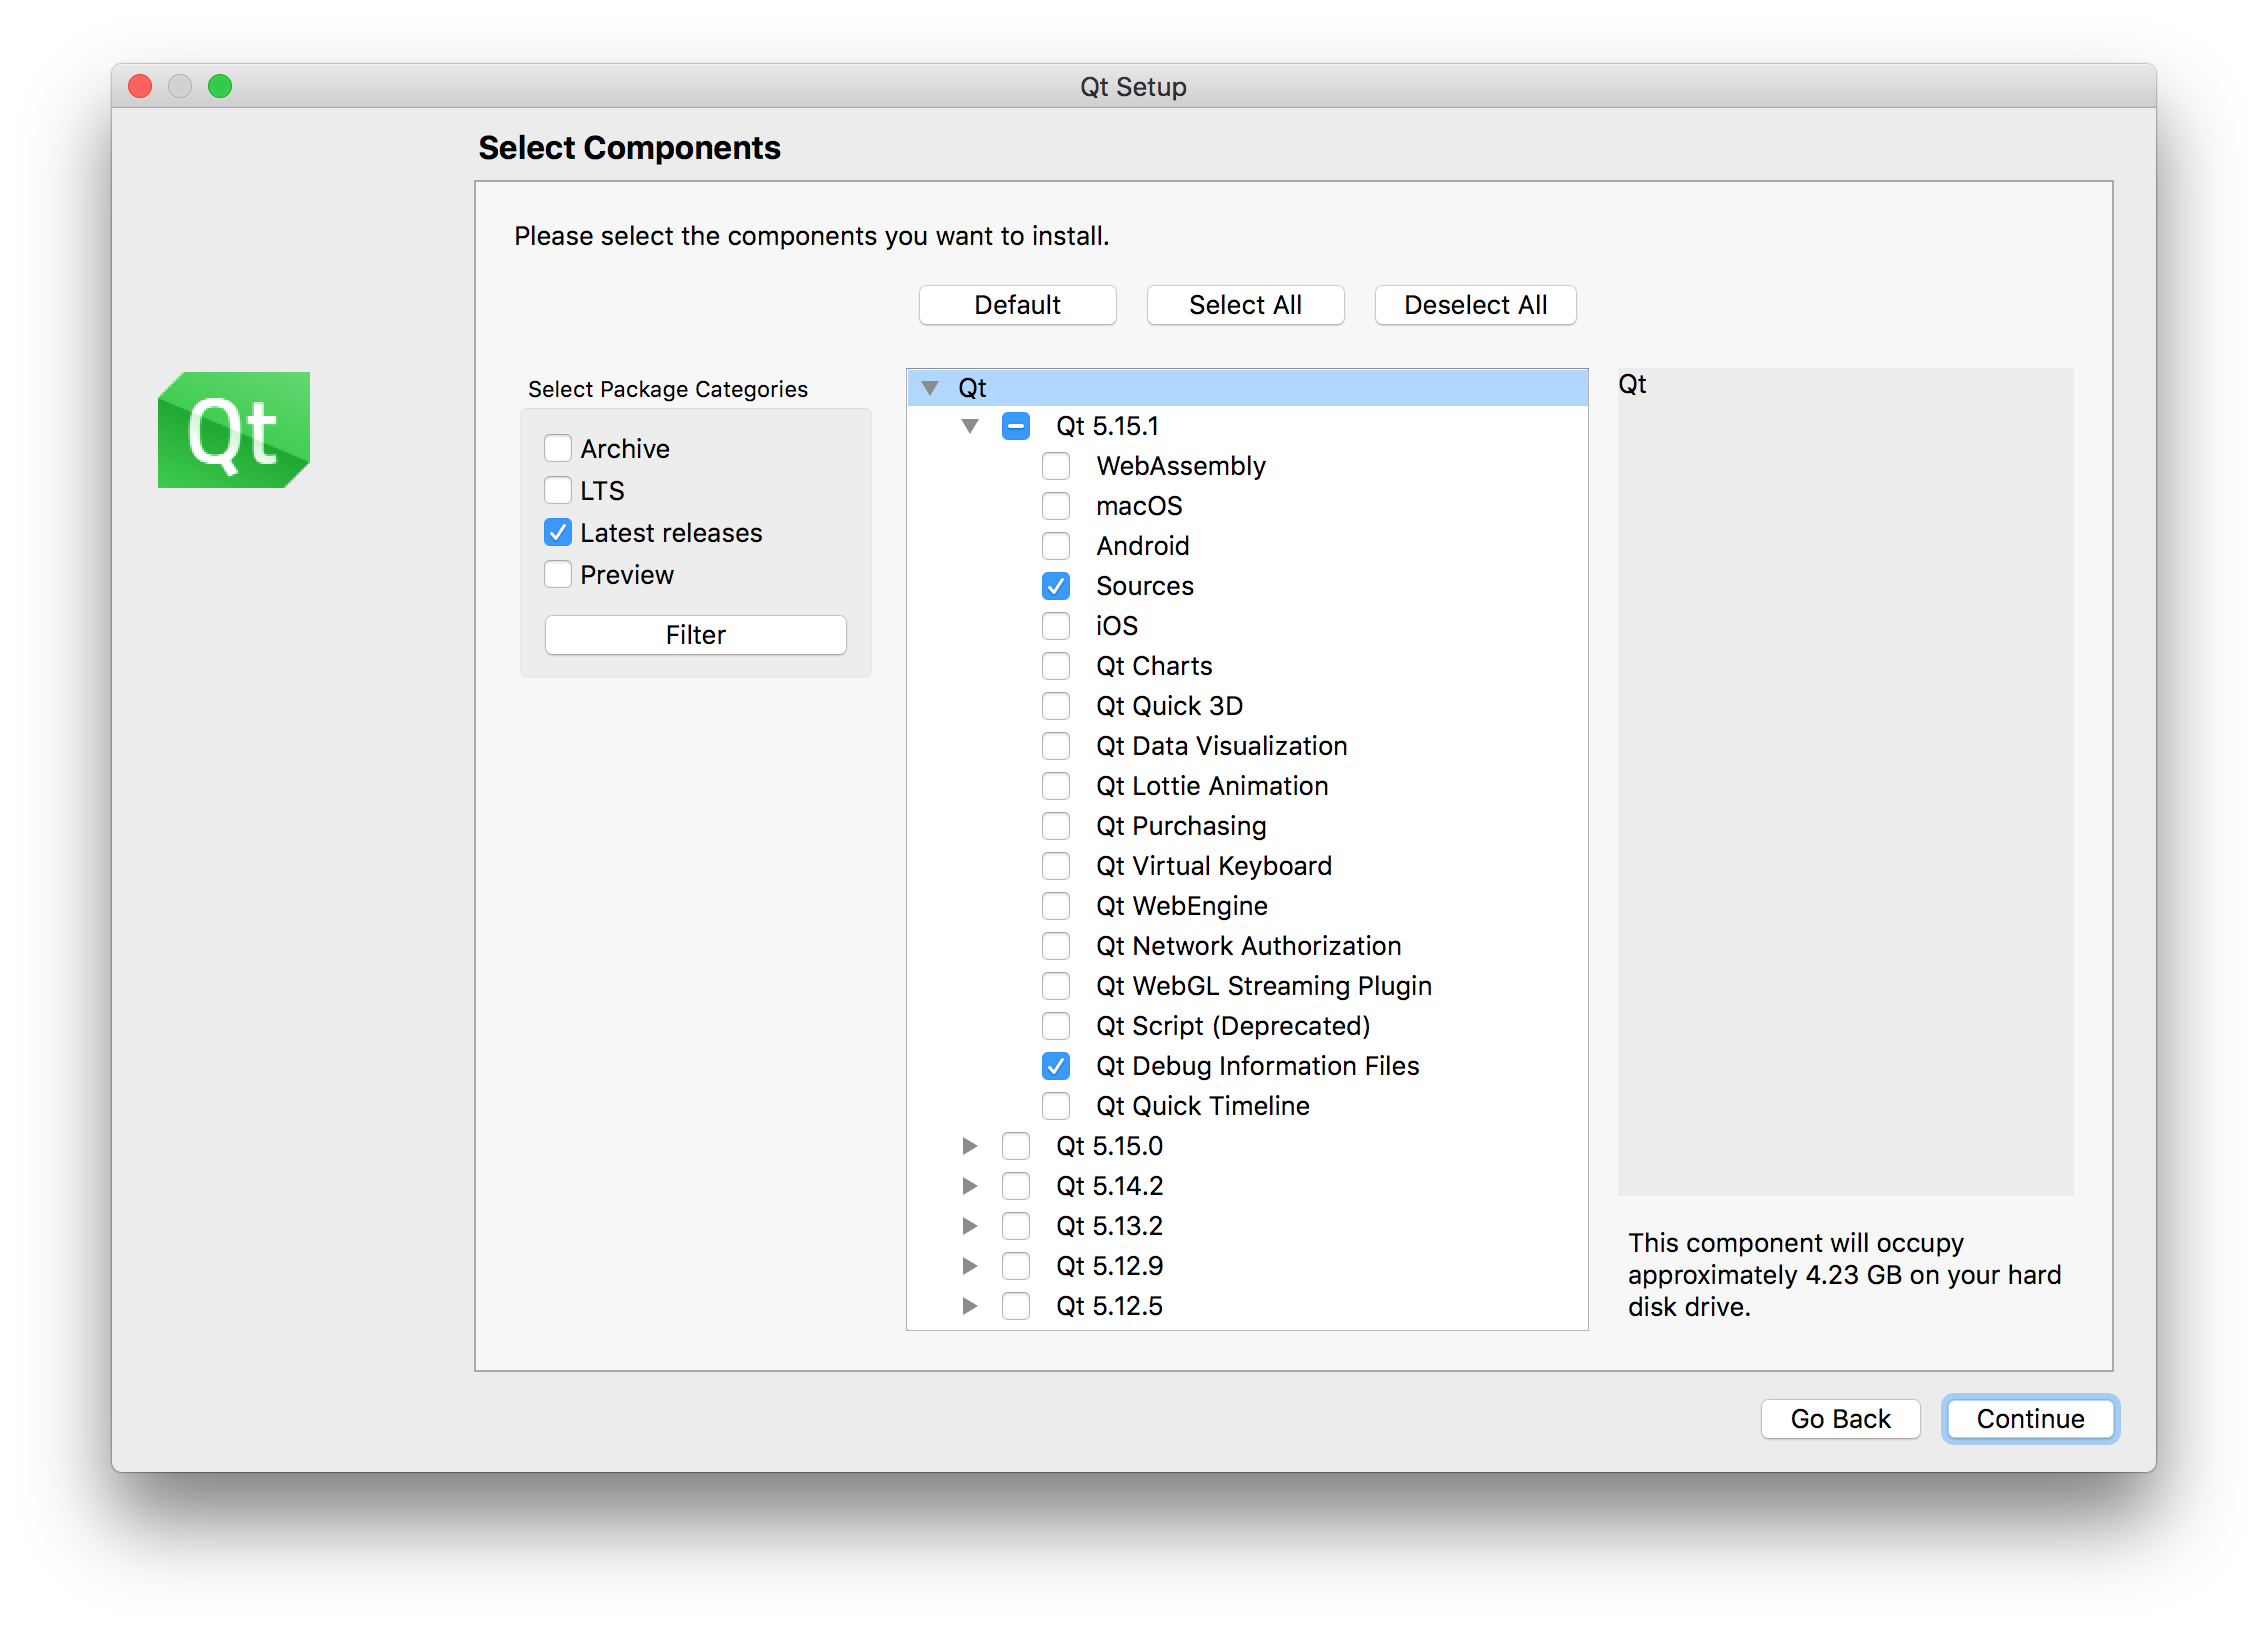 Qt Setup
Select Components
Please select the components you want to install.
Default
Select All
Deselect All
Qt
Select Package Categories
Archive
LTS
Latest releases
Preview
Filter
Qt
Qt 5.15.1
WebAssembly
macOS
Android
Sources
iOS
Qt Charts
Qt Quick 3D
Qt Data Visualization
Qt Lottie Animation
Qt Purchasing
Qt Virtual Keyboard
Qt WebEngine
Qt Network Authorization
Qt WebGL Streaming Plugin
Qt Script (Deprecated)
Qt Debug Information Files
Qt Quick Timeline
Qt 5.15.0
Qt 5.14.2
Qt 5.13.2
Qt 5.12.9
Qt 5.12.5
Qt
This component will occupy
approximately 4.23 GB on your hard
disk drive.
Go Back
Continue